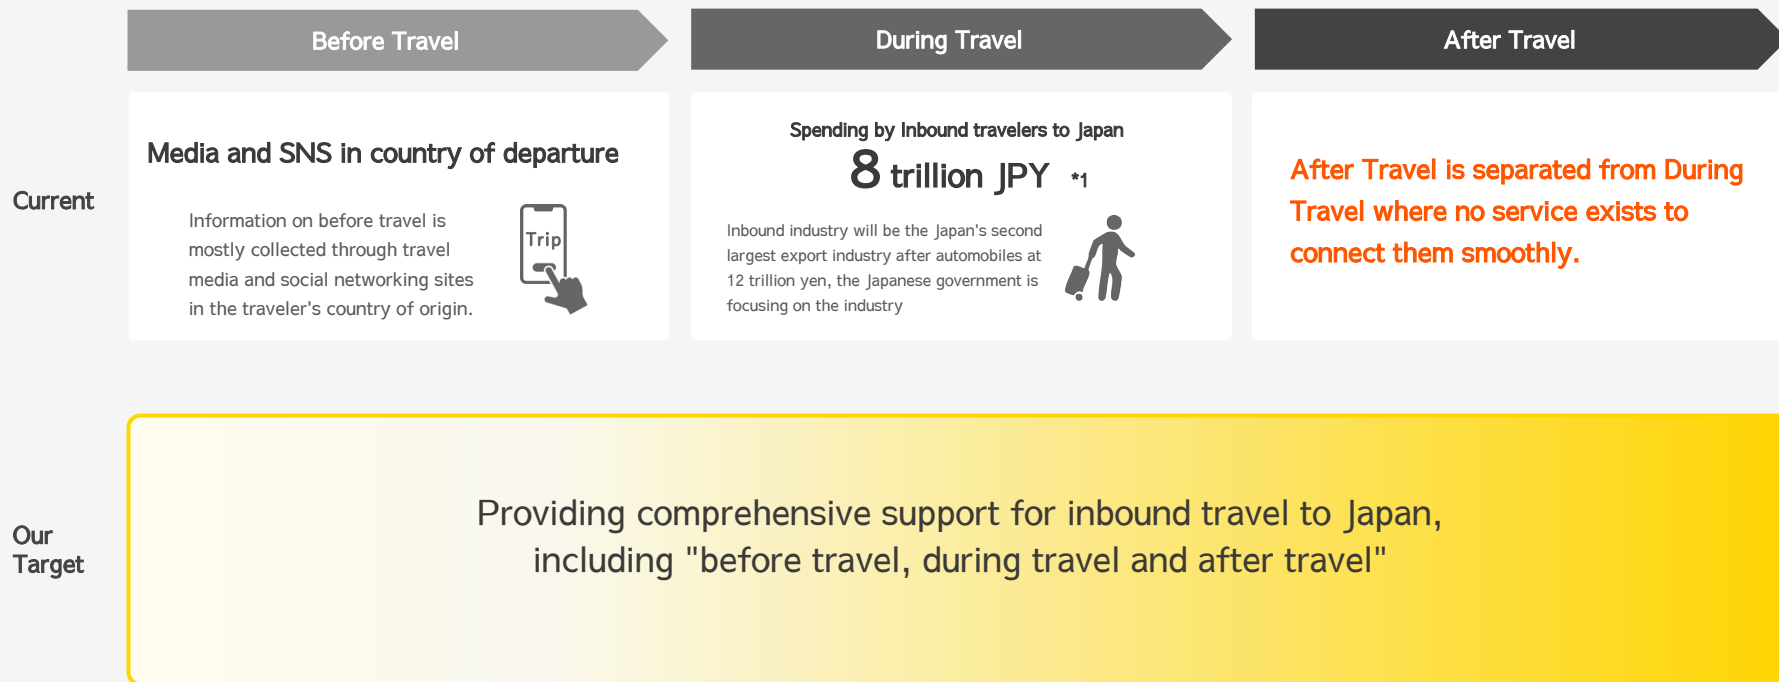 Before Travel
During Travel
After Travel
Current
Media and SNS in country of departure
Information on before travel is
mostly collected through travel
media and social networking sites
in the traveler's country of origin.
Trip
Spending by Inbound travelers to Japan
8 trillion JPY *1
Inbound industry will be the Japan's second
largest export industry after automobiles at
12 trillion yen, the Japanese government is
focusing on the industry
After Travel is separated from During
Travel where no service exists to
connect them smoothly.
Our
Target
Providing comprehensive support for inbound travel to Japan,
including "before travel, during travel and after travel"